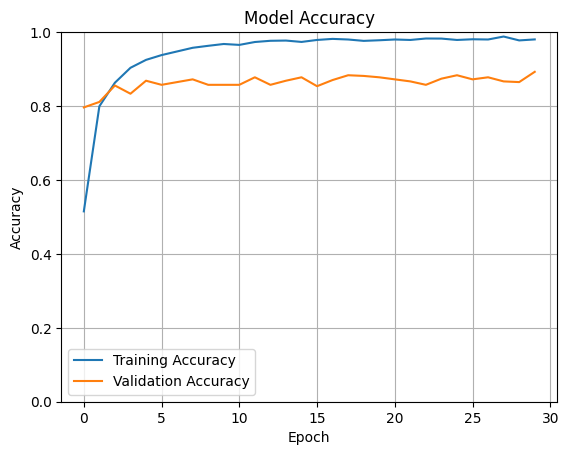 Model Accuracy
1.0
0.8
0.6
0.4
0.2
0.0
Accuracy
Training Accuracy
Validation Accuracy
0 5 10 15 20 25 30
Epoch